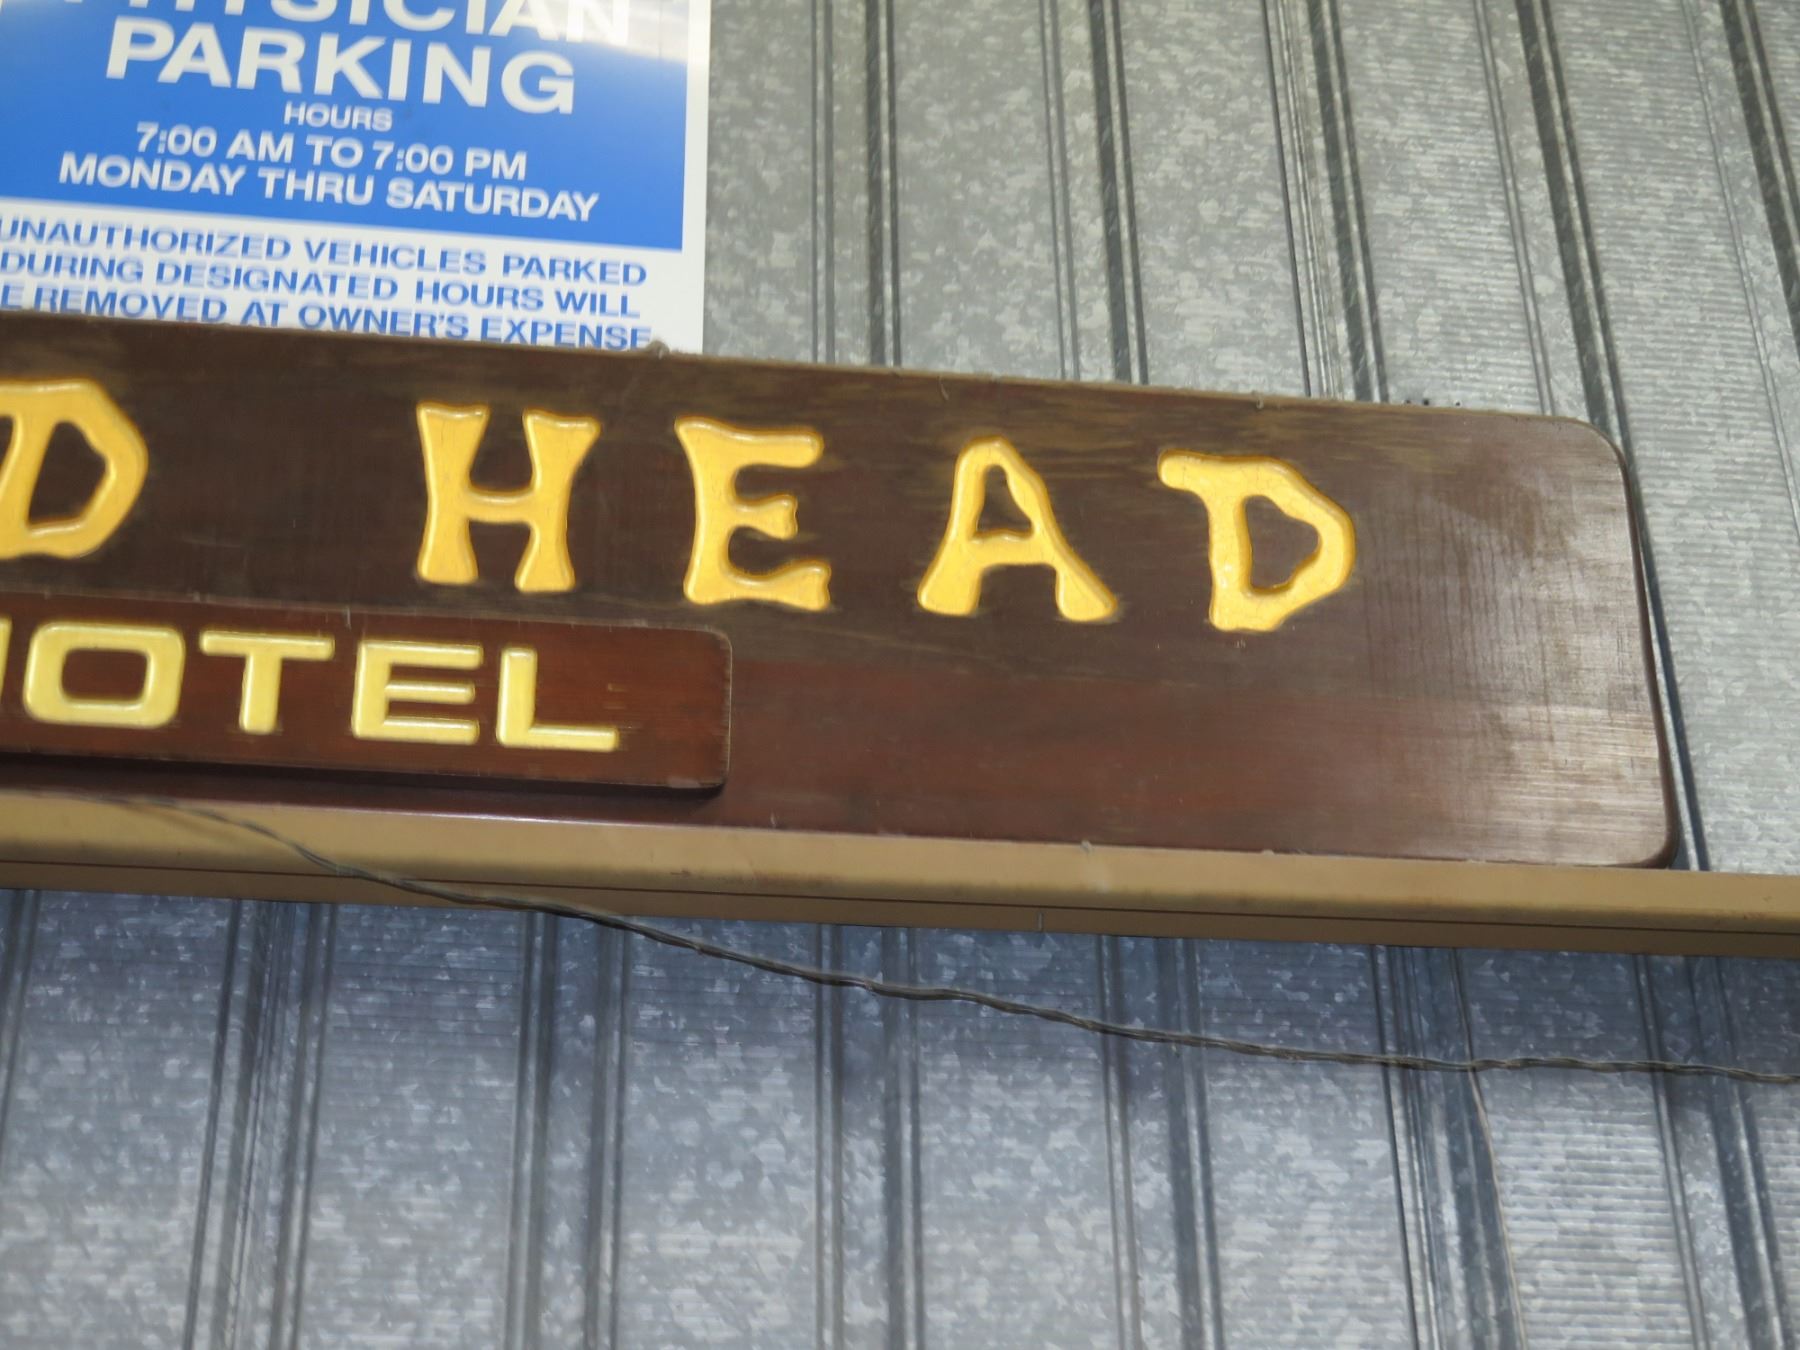 PHYSICIAN
PARKING
HOURS
7:00 AM TO 7:00 PM
MONDAY THRU SATURDAY
UNAUTHORIZED VEHICLES PARKED
DURING DESIGNATED HOURS WILL
REMOVED AT OWNER'S EXPENSE
D HEAD
OTEL